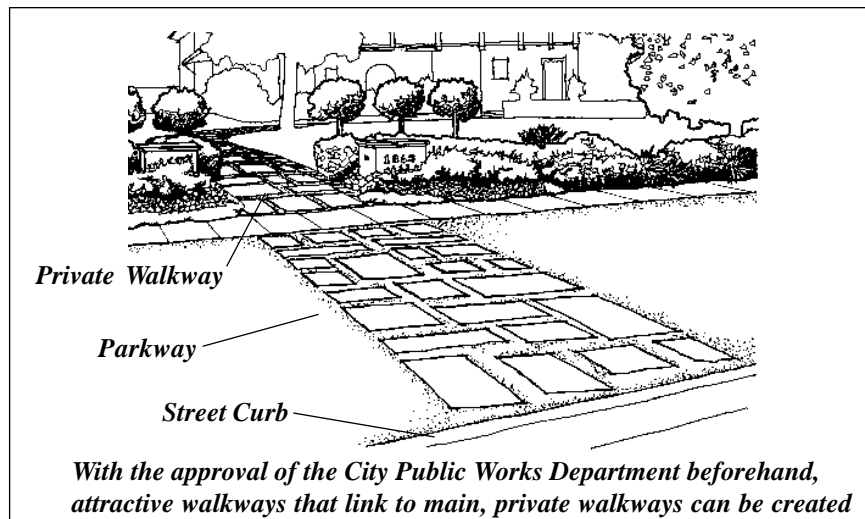 1863
Private Walkway
Parkway
Street Curb
With the approval of the City Public Works Department beforehand,
attractive walkways that link to main, private walkways can be created